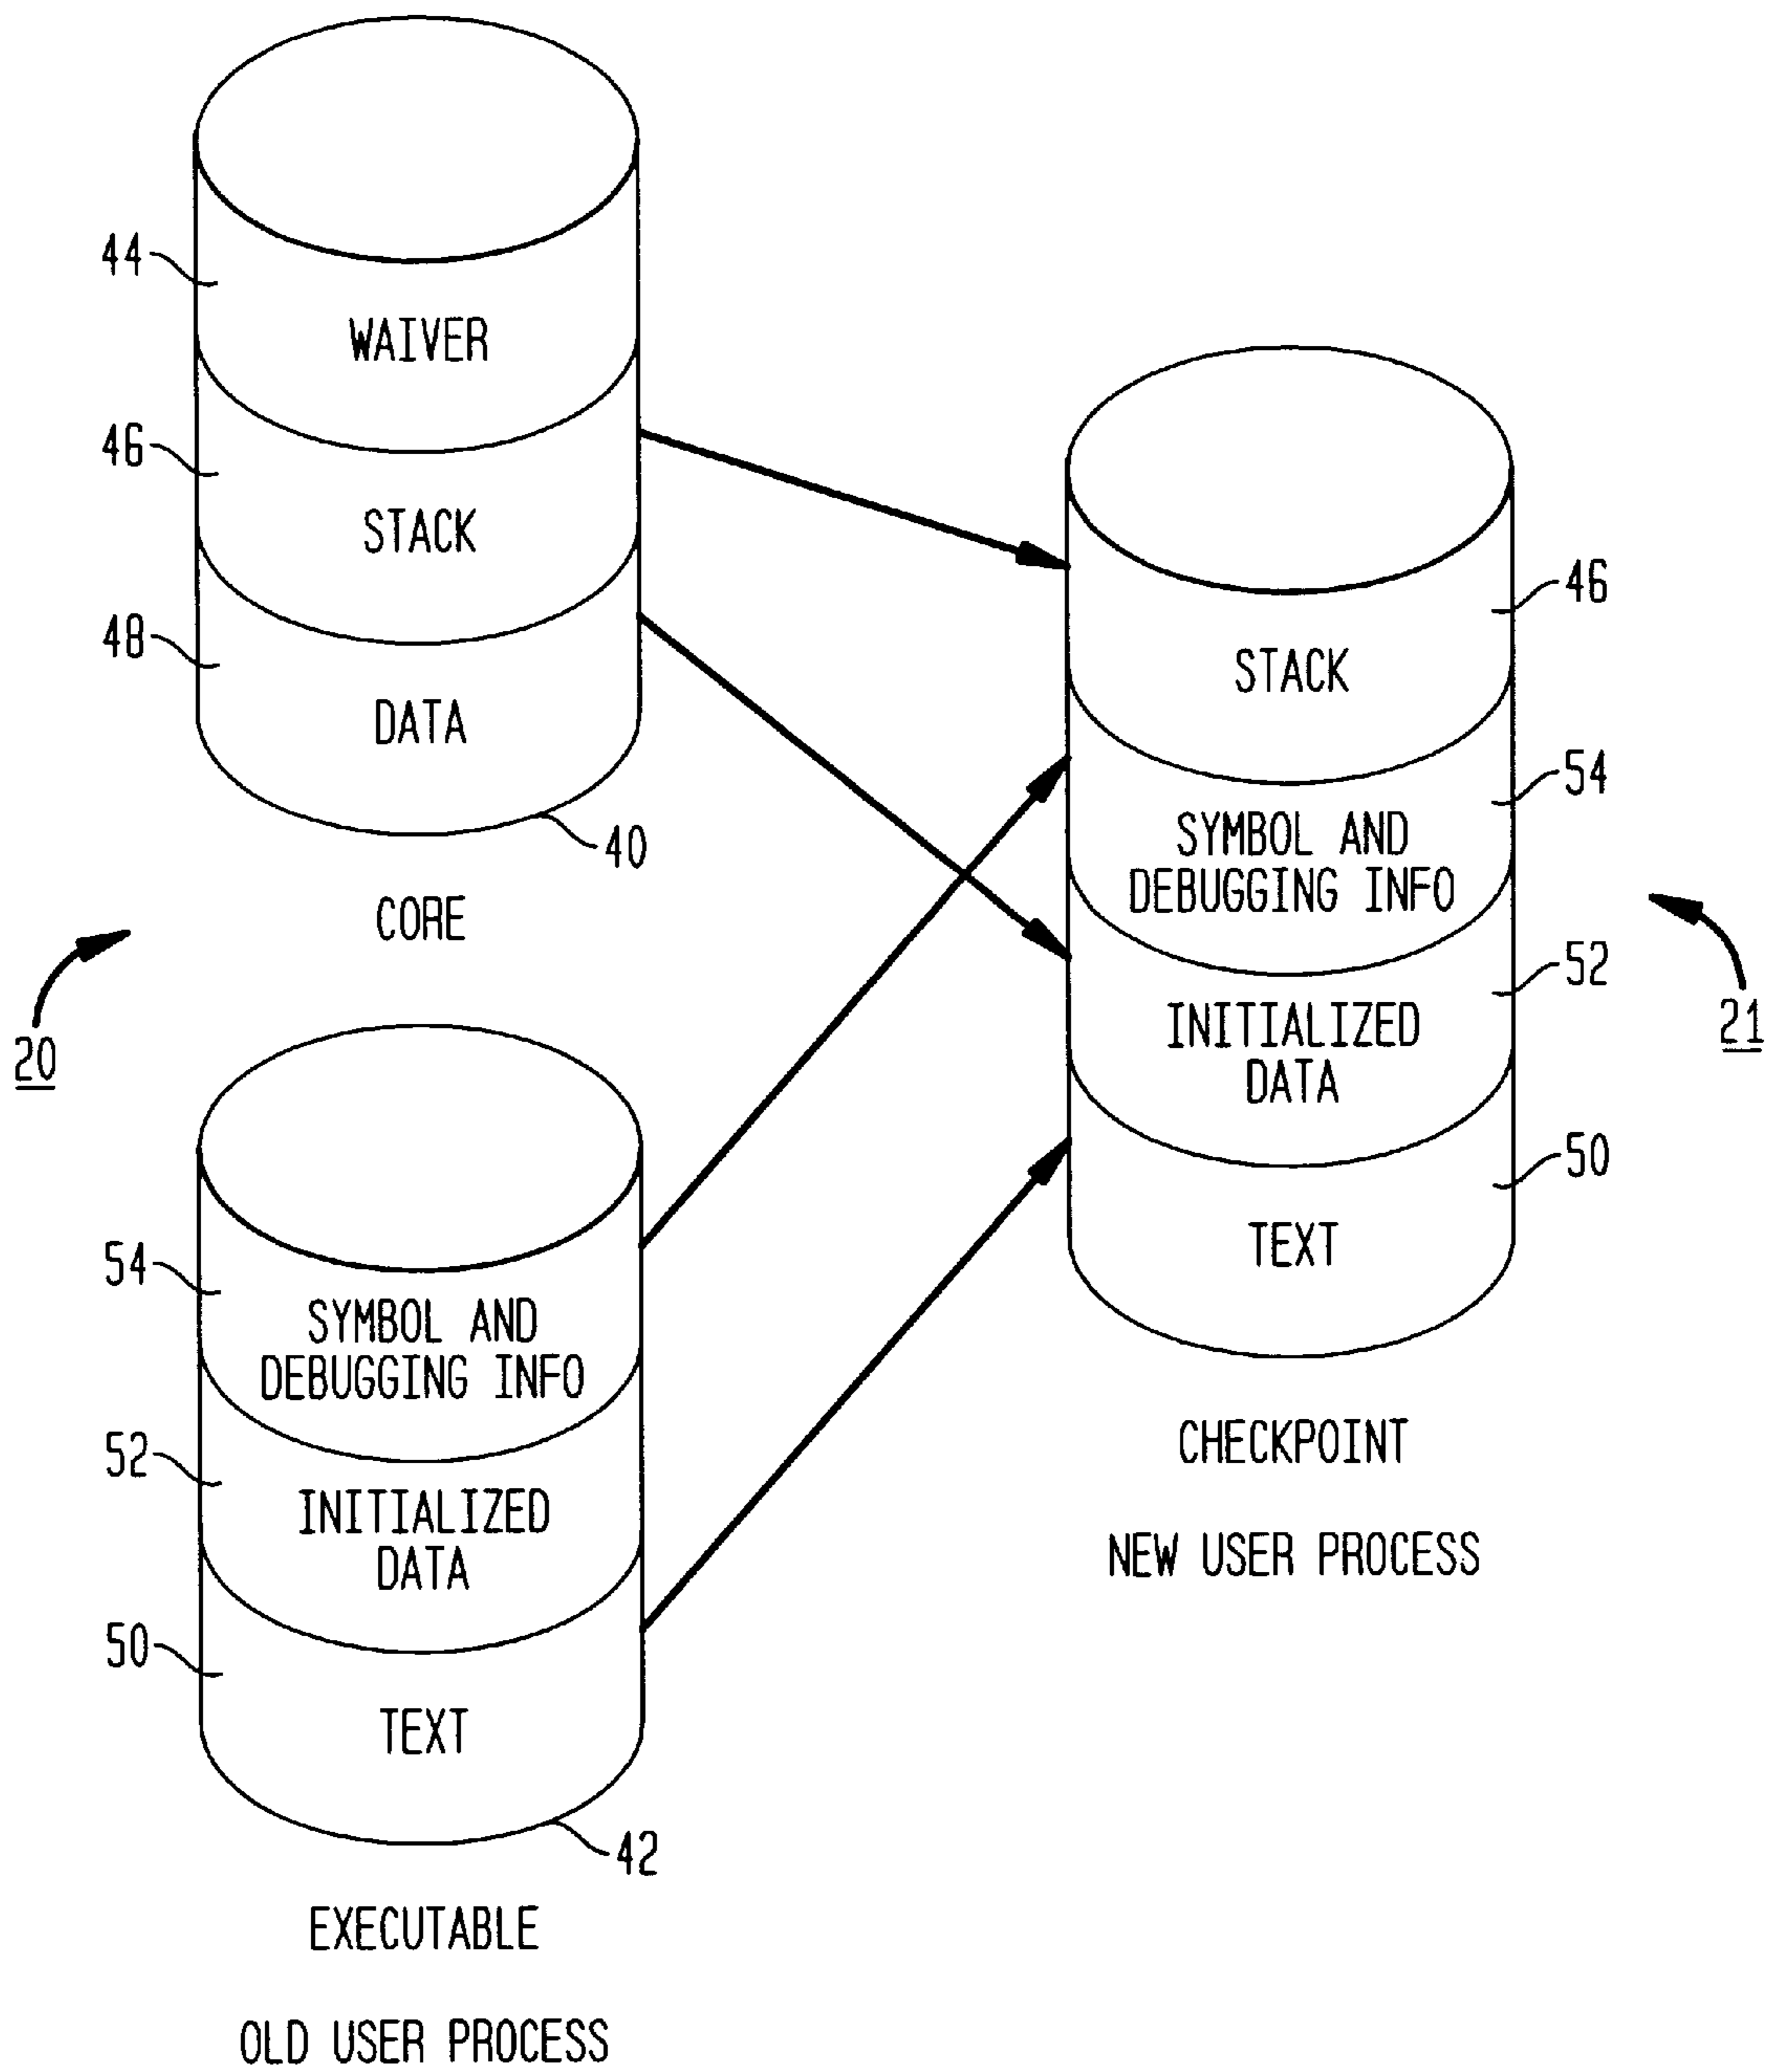 44
WAIVER
46
STACK
48
DATA
40
CORE
20
54
SYMBOL AND
DEBUGGING INFO
52
INITIALIZED
DATA
50
TEXT
42
EXECUTABLE
OLD USER PROCESS
46
STACK
54
SYMBOL AND
DEBUGGING INFO
52
INITIALIZED
DATA
21
50
TEXT
CHECKPOINT
NEW USER PROCESS